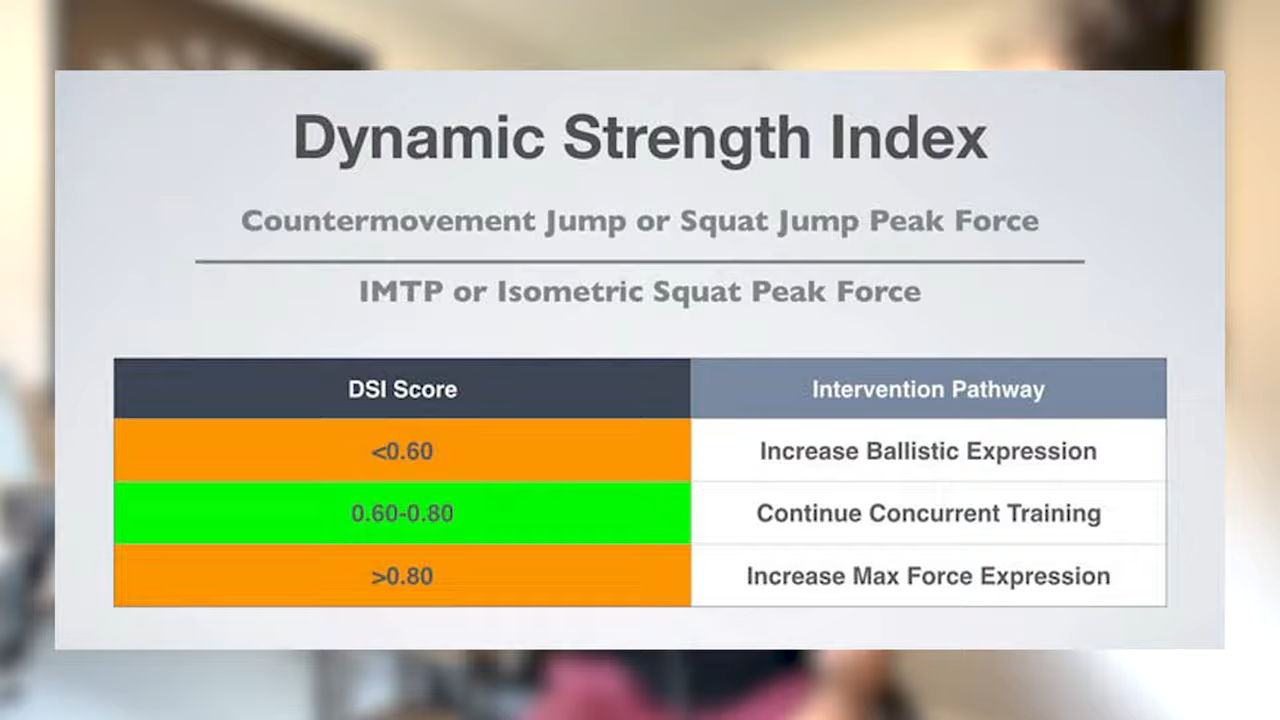 Dynamic Strength Index
Countermovement Jump or Squat Jump Peak Force
IMTP or Isometric Squat Peak Force
DSI Score Intervention Pathway
<0.60 Increase Ballistic Expression
0.60-0.80 Continue Concurrent Training
>0.80 Increase Max Force Expression